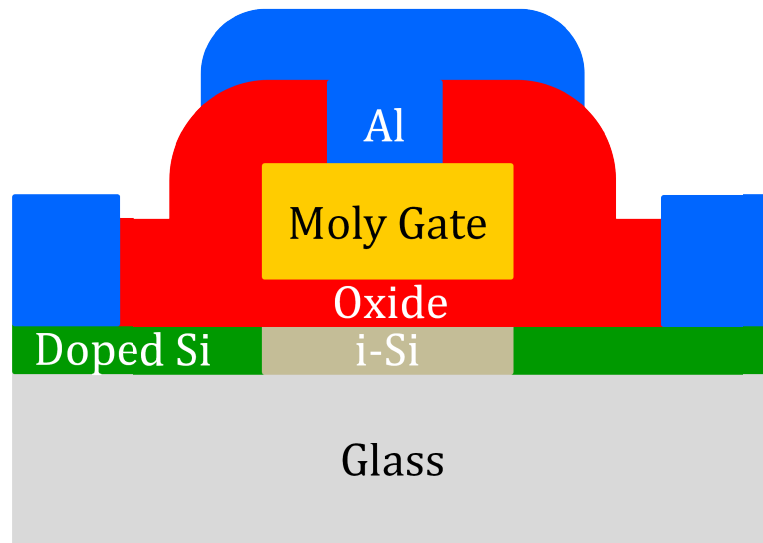 Al
Moly Gate
Oxide
Doped Si
i-Si
Glass